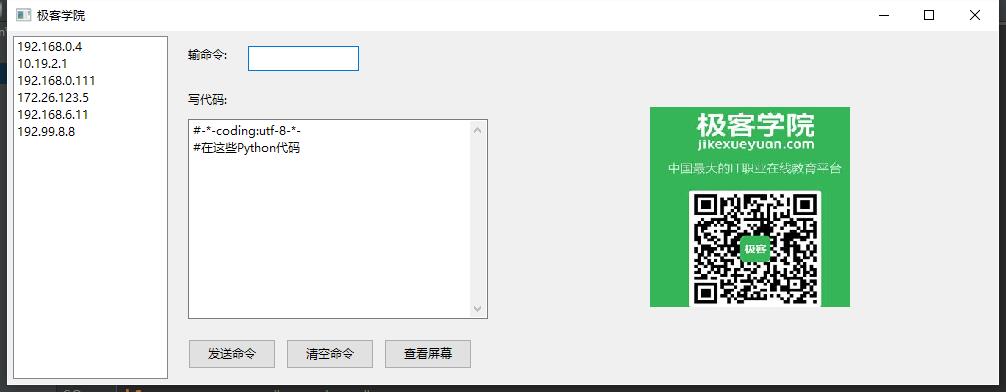 极客学院
192.168.0.4
10.19.2.1
192.168.0.111
172.26.123.5
192.168.6.11
192.99.8.8
输命令:
写代码:
#-*-coding:utf-8-*-
#在这些Python代码
发送命令
清空命令
查看屏幕
极客学院
jikexueyuan.com
中国最大的IT职业在线教育平台
极客